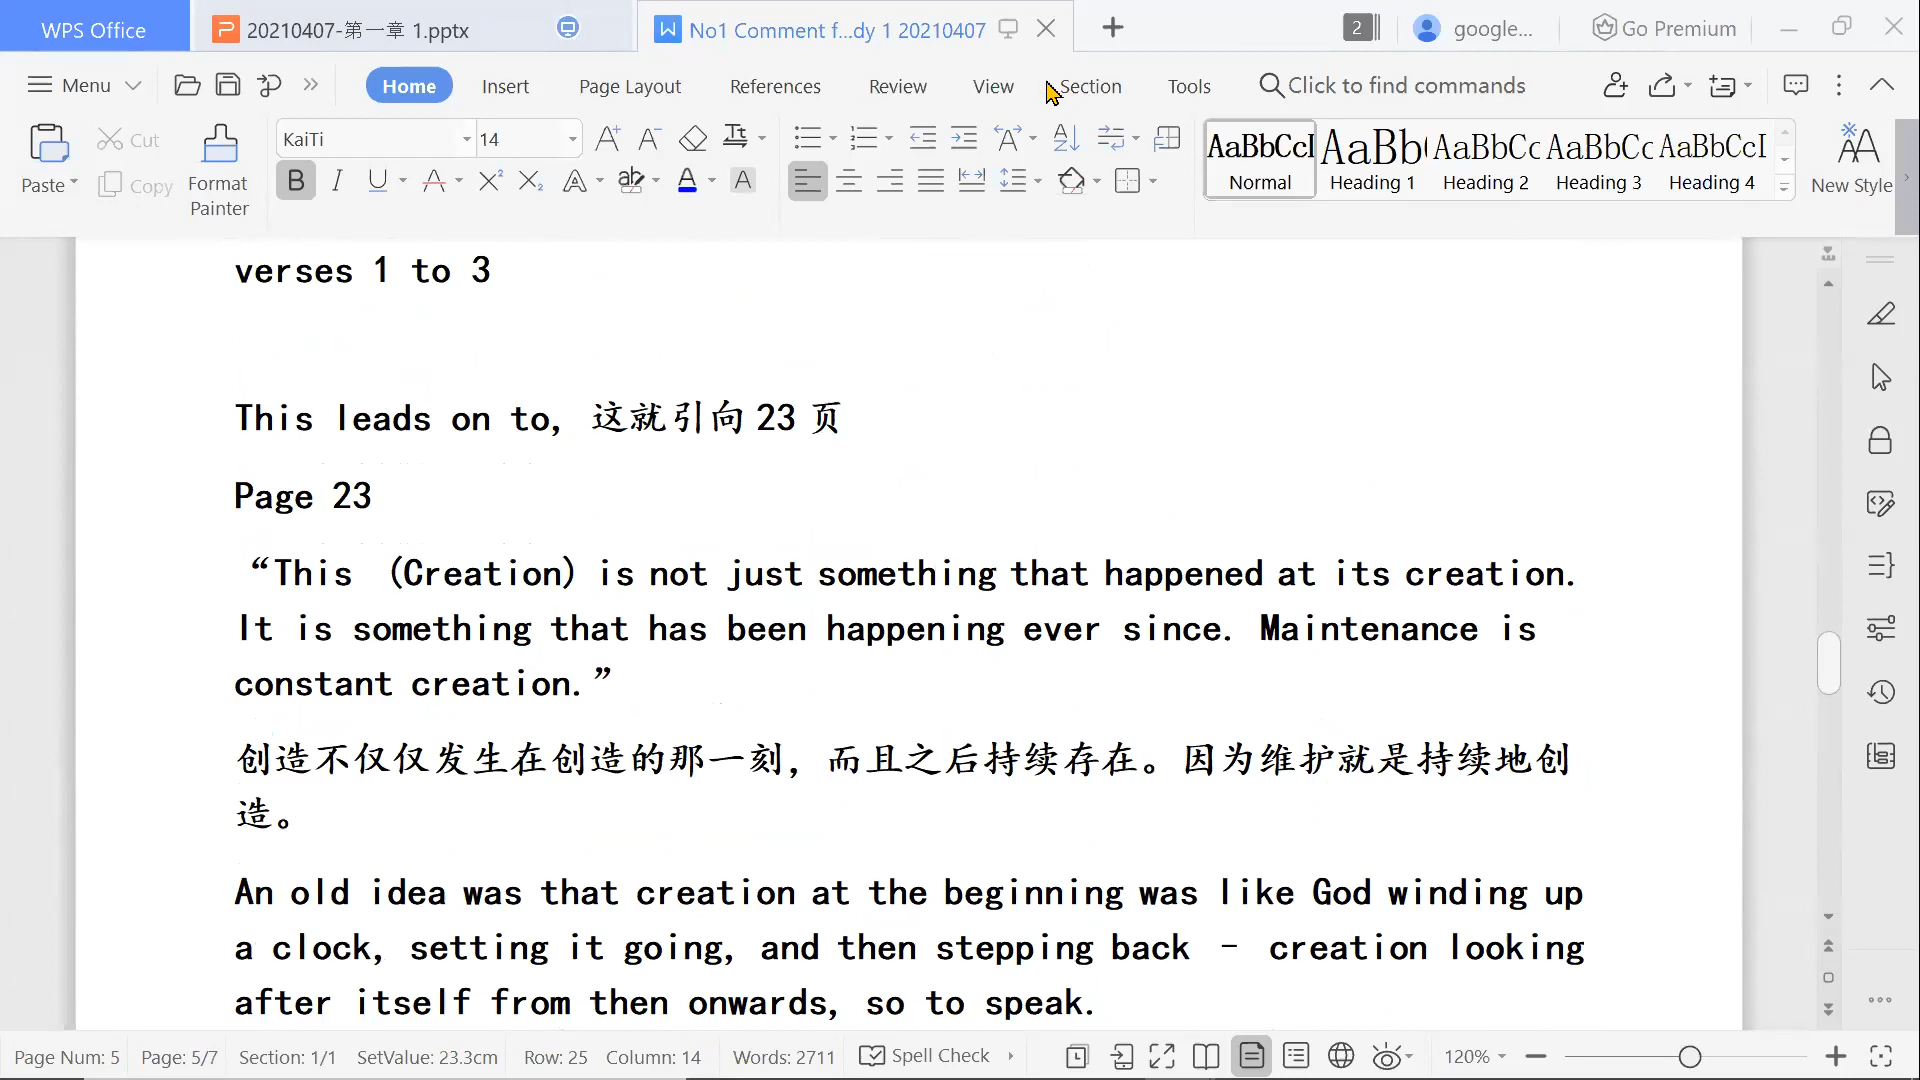 WPS Office
20210407-第一章 1.pptx
No1 Comment f...dy 1 20210407
2
google...
Go Premium
Menu
Home
Insert
Page Layout
References
Review
View
Section
Tools
Click to find commands
Paste
Cut
Copy
Format
Painter
KaiTi
14
AaBbCcI
Normal
AaBb(
Heading 1
AaBbCc
Heading 2
AaBbCc
Heading 3
AaBbCcI
Heading 4
New Style
verses 1 to 3
This leads on to, 这就引向 23 页
Page 23
“This (Creation) is not just something that happened at its creation.
It is something that has been happening ever since. Maintenance is
constant creation.”
创造不仅仅发生在创造的那一刻，而且之后持续存在。因为维护就是持续地创
造。
An old idea was that creation at the beginning was like God winding up
a clock, setting it going, and then stepping back – creation looking
after itself from then onwards, so to speak.
Page Num: 5
Page: 5/7
Section: 1/1
SetValue: 23.3cm
Row: 25
Column: 14
Words: 2711
Spell Check
120%